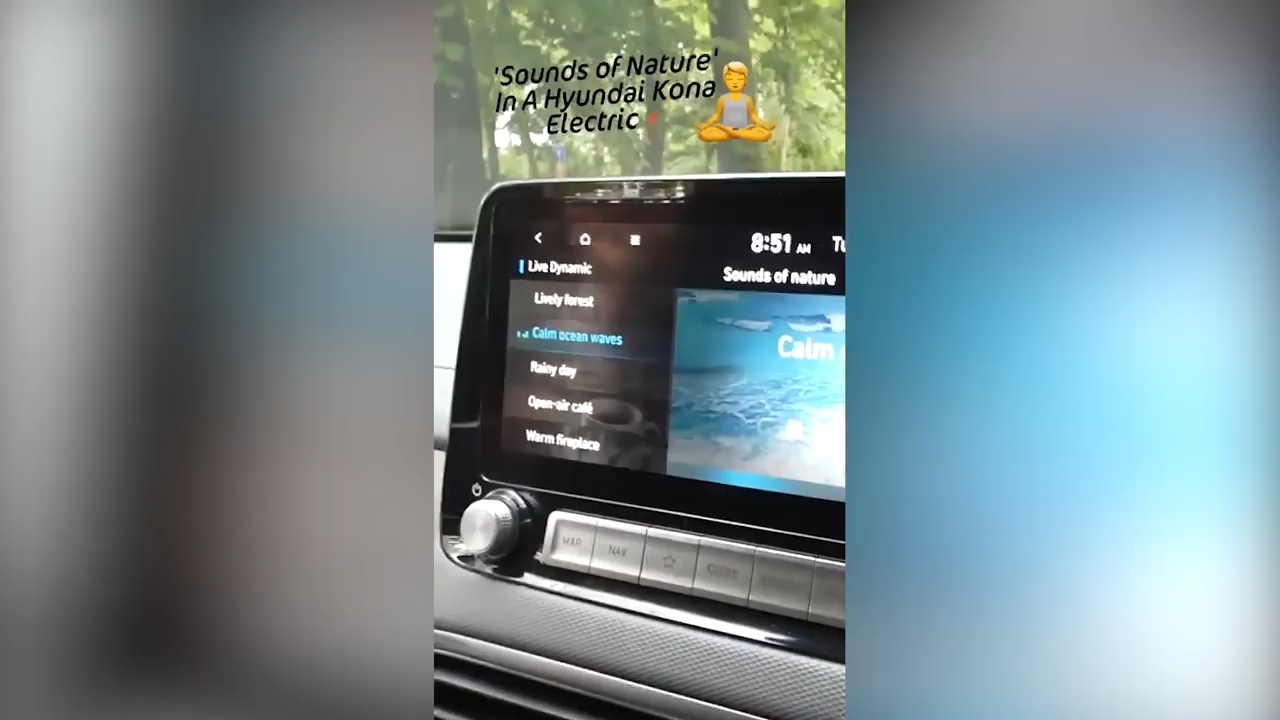 'Sounds of Nature'
In A Hyundai Kona
Electric
8:51 AM
Live Dynamic
Sounds of nature
Lively forest
Calm ocean waves
Calm
Rainy day
Open-air café
Warm fireplace
MAP
NAV